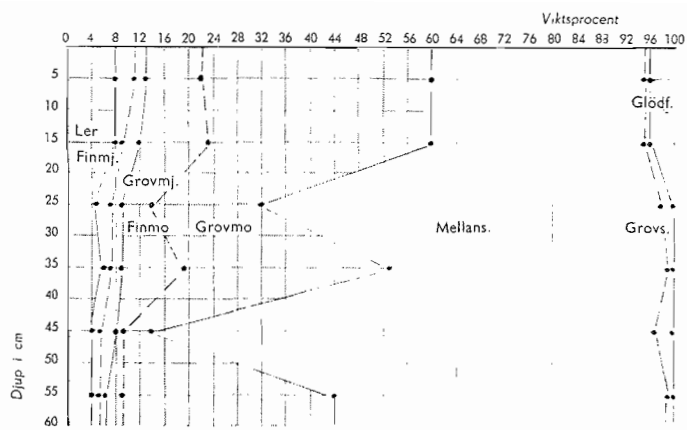 Viktsprocent
0 4 8 12 16 20 24 28 32 36 40 44 48 52 56 60 64 68 72 76 80 84 83 92 96 100
5
Glödf.
10
Ler
15
Finmj.
20
Grovmj.
25
Finmo Grovmo Mellans. Grovs.
30
35
40
45
50
55
60
Djup i cm